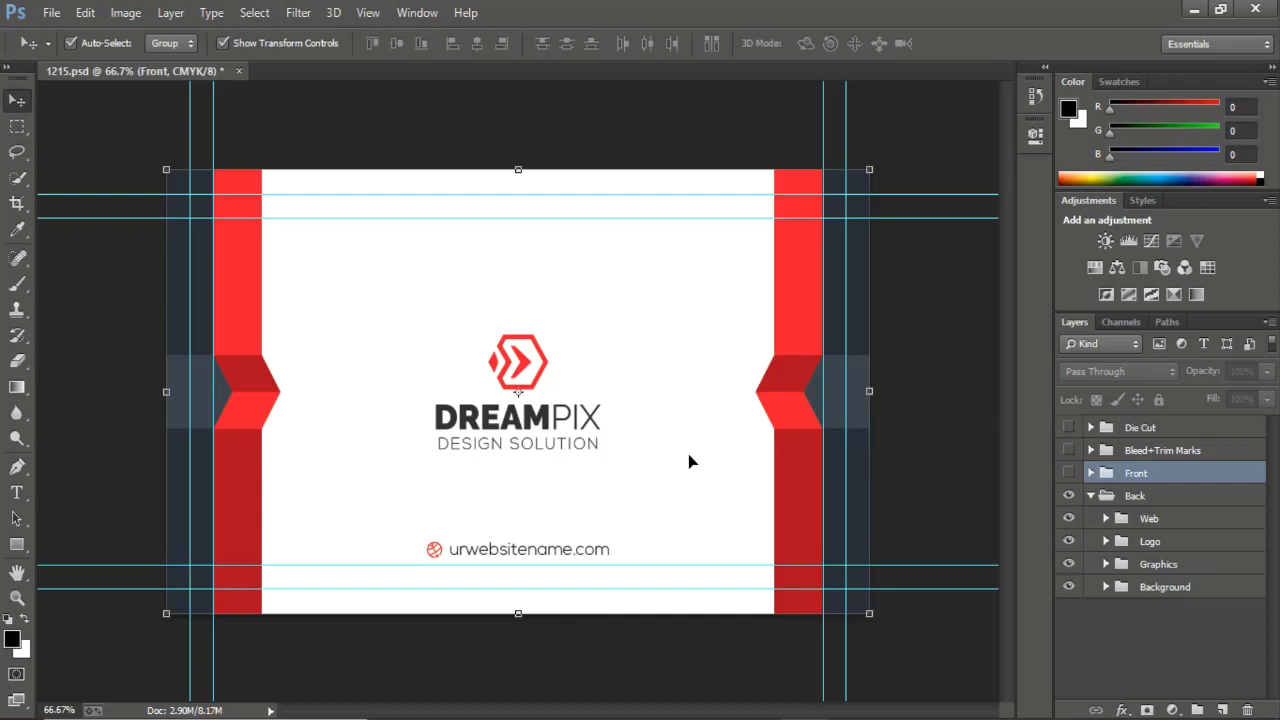 Ps File Edit Image Layer Type Select Filter 3D View Window Help
Auto-Select: Group Show Transform Controls 3D Mode: Essentials
1215.psd @ 66.7% (Front, CMYK/8) * ×
Color Swatches
R 0
G 0
B 0
Adjustments Styles
Add an adjustment
Layers Channels Paths
Kind
Pass Through Opacity: 100%
Lock: Fill: 100%
Die Cut
Bleed+Trim Marks
Front
Back
Web
Logo
Graphics
Background
DREAMPIX
DESIGN SOLUTION
urwebsitename.com
66.67% Doc: 2.90M/8.17M